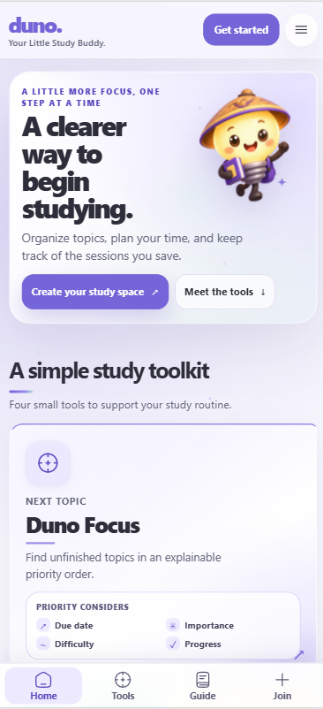 duno.
Your Little Study Buddy.
Get started
A LITTLE MORE FOCUS, ONE
STEP AT A TIME
A clearer
way to
begin
studying.
Organize topics, plan your time, and keep
track of the sessions you save.
Create your study space ↗
Meet the tools ↓
A simple study toolkit
Four small tools to support your study routine.
NEXT TOPIC
Duno Focus
Find unfinished topics in an explainable
priority order.
PRIORITY CONSIDERS
↗ Due date
✳ Importance
~ Difficulty
✓ Progress
↗
Home
Tools
Guide
Join